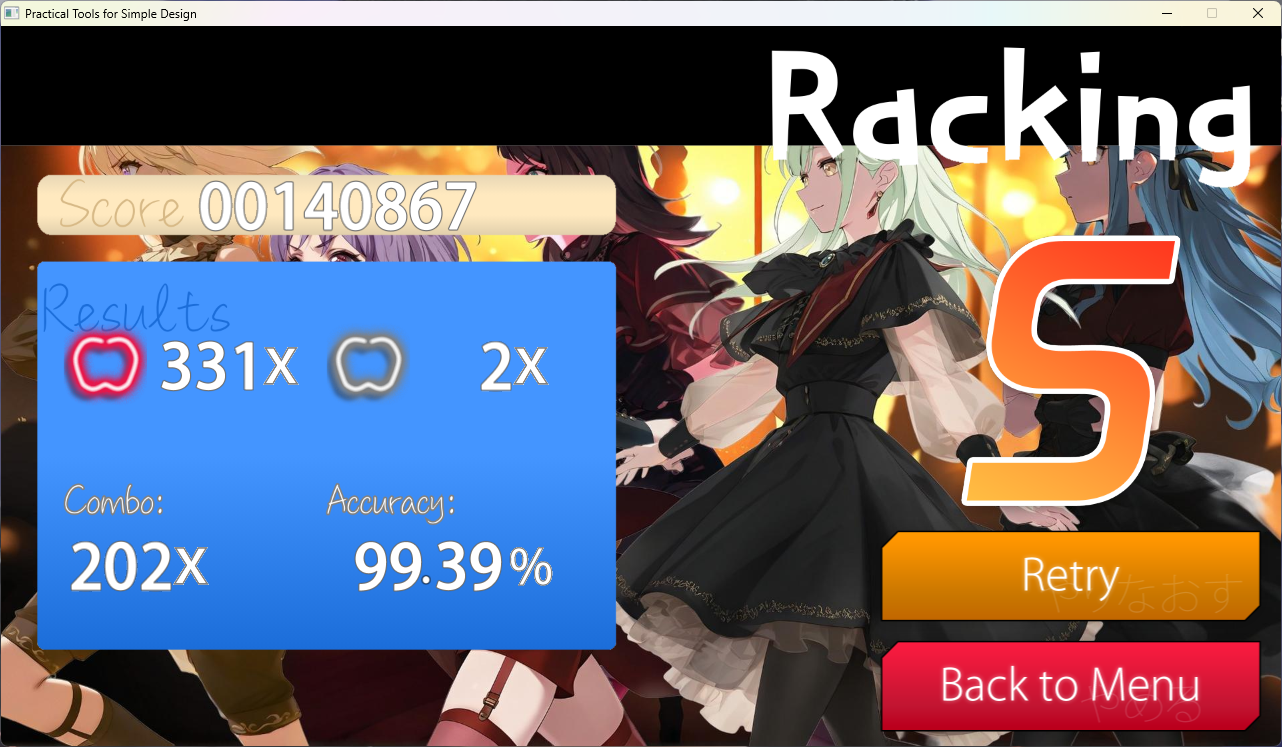 Practical Tools for Simple Design
Racking
Score 00140867
Results
331x 2x
S
Combo: Accuracy:
202x 99.39%
Retry
やりなおす
Back to Menu
やめる